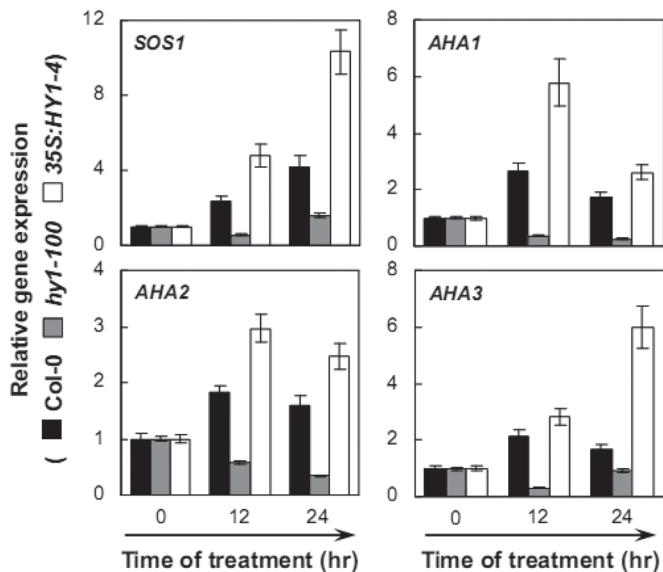 Relative gene expression
( Col-0 hy1-100 35S:HY1-4
SOS1
12
8
4
0
AHA1
8
6
4
2
0
AHA2
4
3
2
1
0
0 12 24
Time of treatment (hr)
AHA3
8
6
4
2
0
0 12 24
Time of treatment (hr)